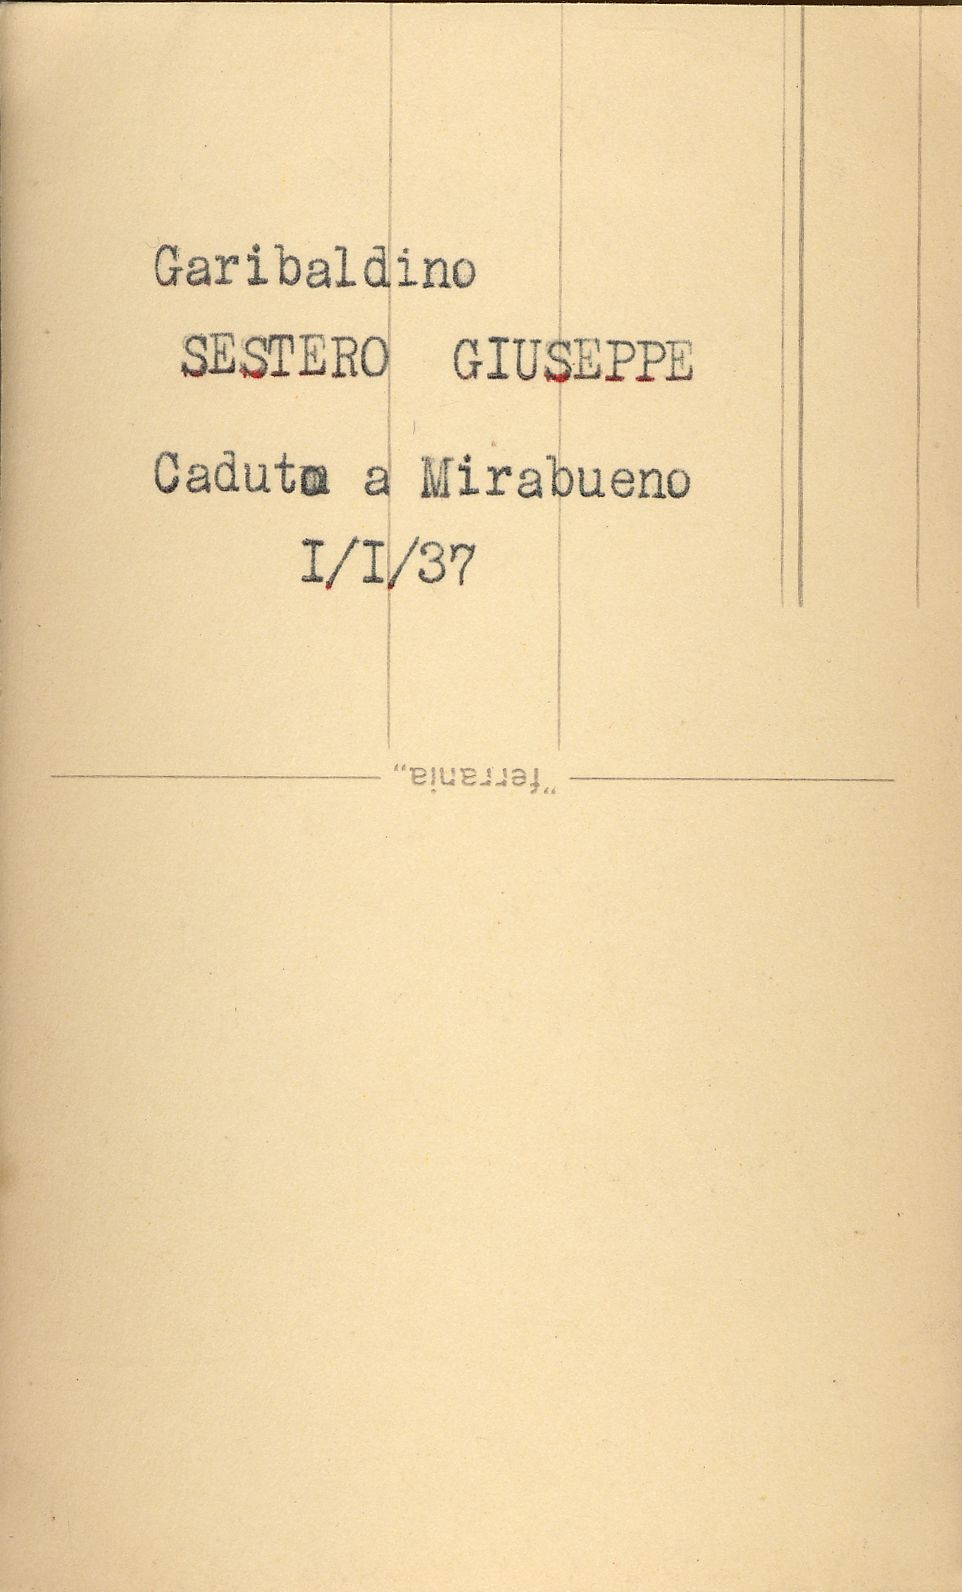 Garibaldino
SESTERO GIUSEPPE
Caduto a Mirabueno
I/I/37
"ferrania"